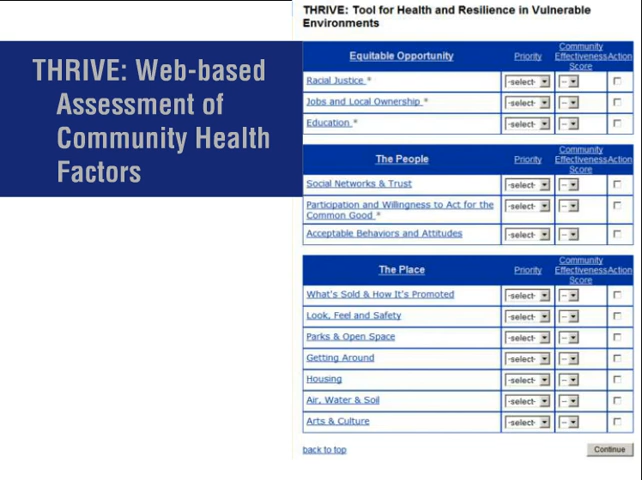 THRIVE: Tool for Health and Resilience in Vulnerable
Environments
THRIVE: Web-based
Assessment of
Community Health
Factors
Equitable Opportunity Priority Community Effectiveness Score Action
Racial Justice * -select- --
Jobs and Local Ownership * -select- --
Education * -select- --
The People Priority Community Effectiveness Score Action
Social Networks & Trust -select- --
Participation and Willingness to Act for the
Common Good * -select- --
Acceptable Behaviors and Attitudes -select- --
The Place Priority Community Effectiveness Score Action
What's Sold & How It's Promoted -select- --
Look, Feel and Safety -select- --
Parks & Open Space -select- --
Getting Around -select- --
Housing -select- --
Air, Water & Soil -select- --
Arts & Culture -select- --
back to top Continue